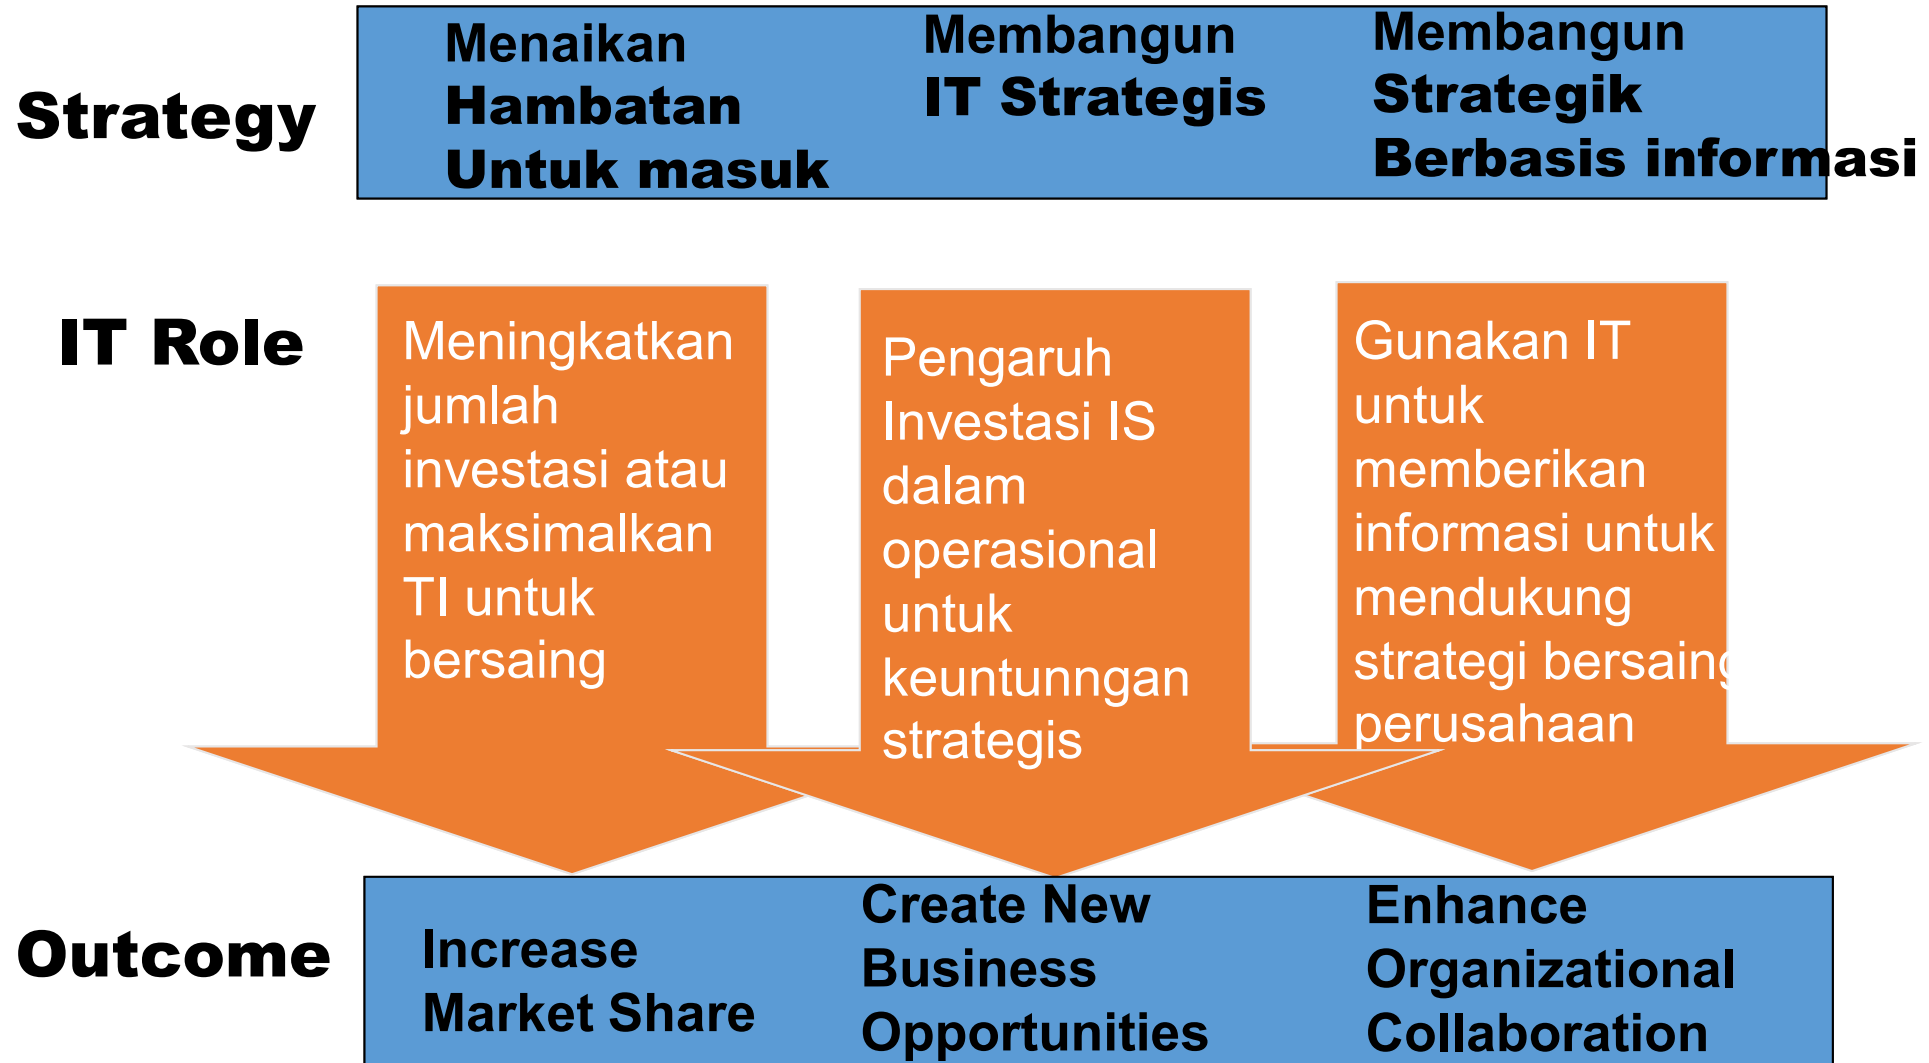 Strategy
Menaikan
Hambatan
Untuk masuk
Membangun
IT Strategis
Membangun
Strategik
Berbasis informasi
IT Role
Meningkatkan
jumlah
investasi atau
maksimalkan
TI untuk
bersaing
Pengaruh
Investasi IS
dalam
operasional
untuk
keuntunngan
strategis
Gunakan IT
untuk
memberikan
informasi untuk
mendukung
strategi bersaing
perusahaan
Outcome
Increase
Market Share
Create New
Business
Opportunities
Enhance
Organizational
Collaboration